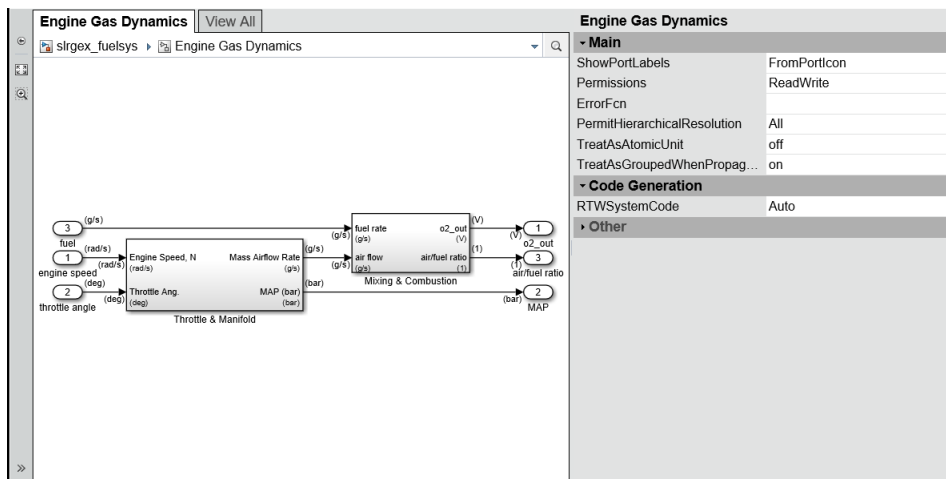 Engine Gas Dynamics View All
slrgex_fuelsys Engine Gas Dynamics
(g/s)
3
fuel
(rad/s)
1
(rad/s)
engine speed
(deg)
2
(deg)
throttle angle
Engine Speed, N
(rad/s)
Throttle Ang.
(deg)
Mass Airflow Rate
(g/s)
MAP (bar)
(bar)
Throttle & Manifold
(g/s)
(bar)
(g/s)
(g/s)
fuel rate
(g/s)
air flow
(g/s)
o2_out
(V)
air/fuel ratio
(1)
Mixing & Combustion
(V)
(V)
1
o2_out
(1)
(1)
3
air/fuel ratio
(bar)
2
MAP
Engine Gas Dynamics
Main
ShowPortLabels FromPortIcon
Permissions ReadWrite
ErrorFcn
PermitHierarchicalResolution All
TreatAsAtomicUnit off
TreatAsGroupedWhenPropag... on
Code Generation
RTWSystemCode Auto
Other